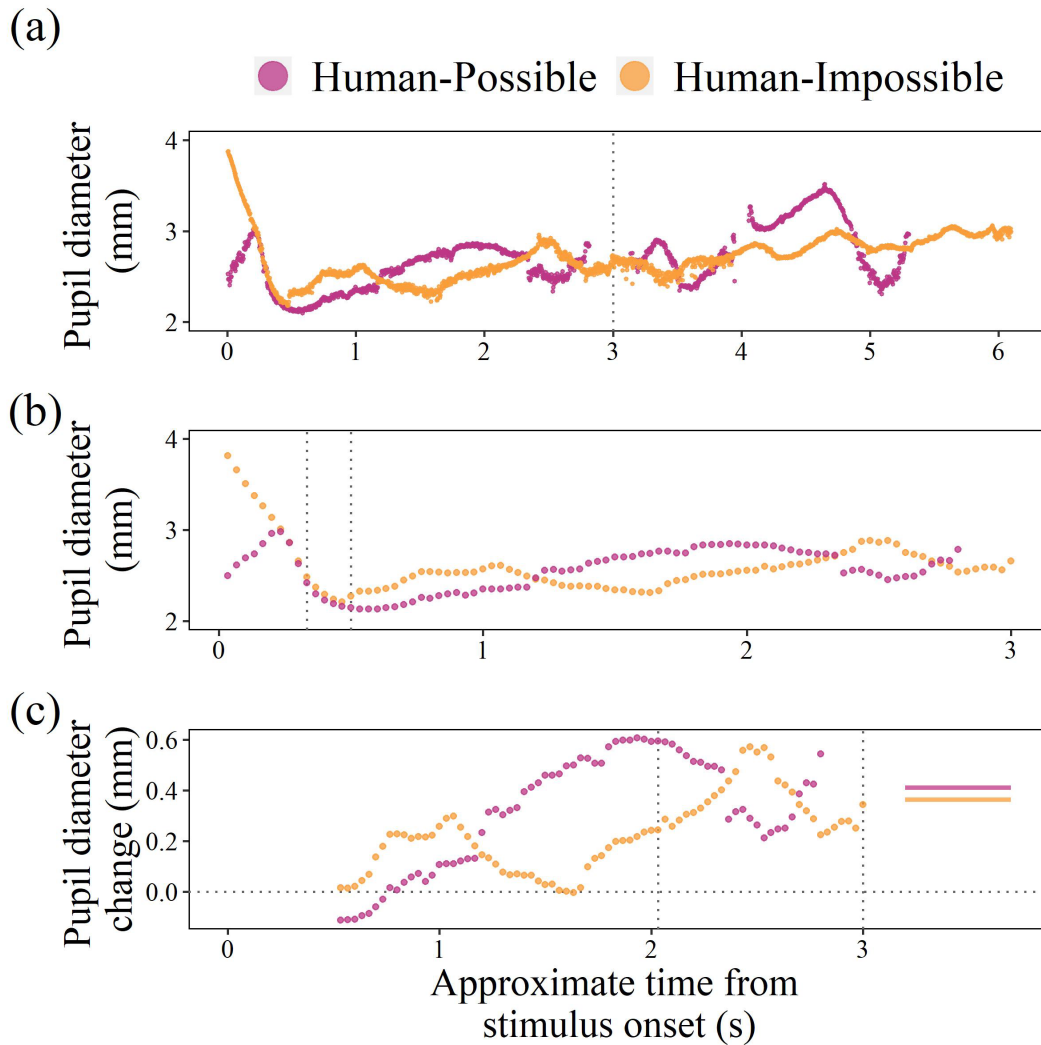 (a)
Human-Possible Human-Impossible
Pupil diameter
(mm)
4
3
2
0 1 2 3 4 5 6
(b)
Pupil diameter
(mm)
4
3
2
0 1 2 3
(c)
Pupil diameter
change (mm)
0.6
0.4
0.2
0.0
0 1 2 3
Approximate time from
stimulus onset (s)